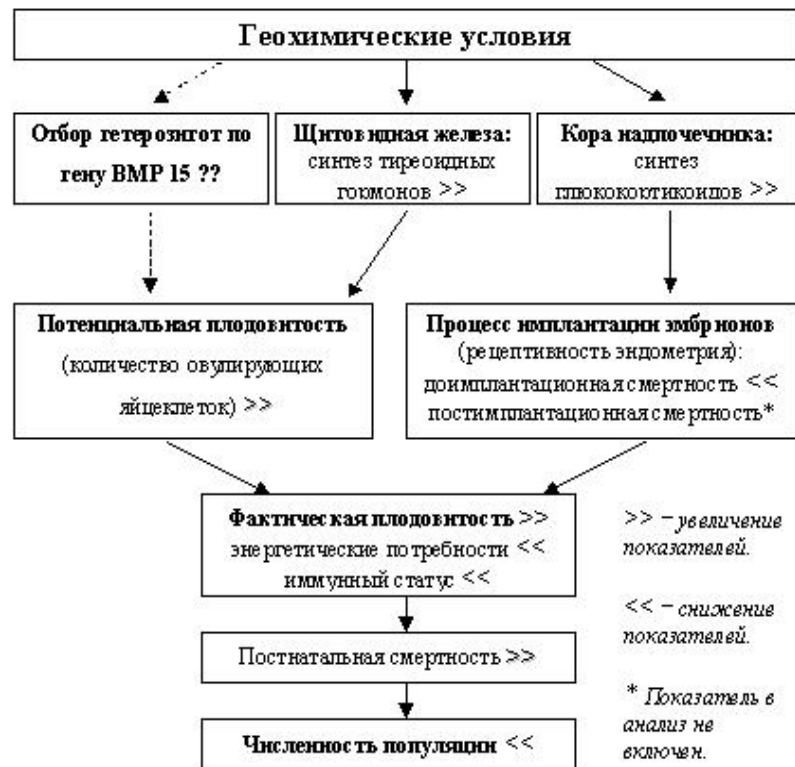 Геохимические условия
Отбор гетерозигот по
гену BMP 15 ??
Щитовидная железа:
синтез тиреоидных
гормонов >>
Кора надпочечника:
синтез
глюкокортикоидов >>
Потенциальная плодовитость
(количество овулирующих
яйцеклеток) >>
Процесс имплантации эмбрионов
(рецептивность эндометрия):
доимплантационная смертность <<
постимплантационная смертность*
Фактическая плодовитость >>
энергетические потребности <<
иммунный статус <<
Постнатальная смертность >>
Численность популяции <<
>> – увеличение
показателей.
<< – снижение
показателей.
* Показатель в
анализ не
включен.